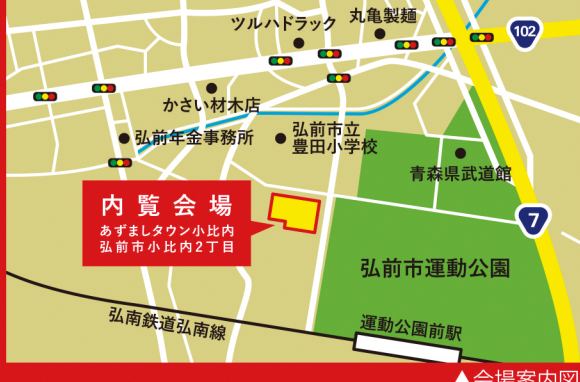 ツルハドラック
丸亀製麺
102
かさい材木店
弘前年金事務所
弘前市立
豊田小学校
青森県武道館
内覧会場
あずましタウン小比内
弘前市小比内2丁目
7
弘前市運動公園
弘南鉄道弘南線
運動公園前駅
▲会場案内図